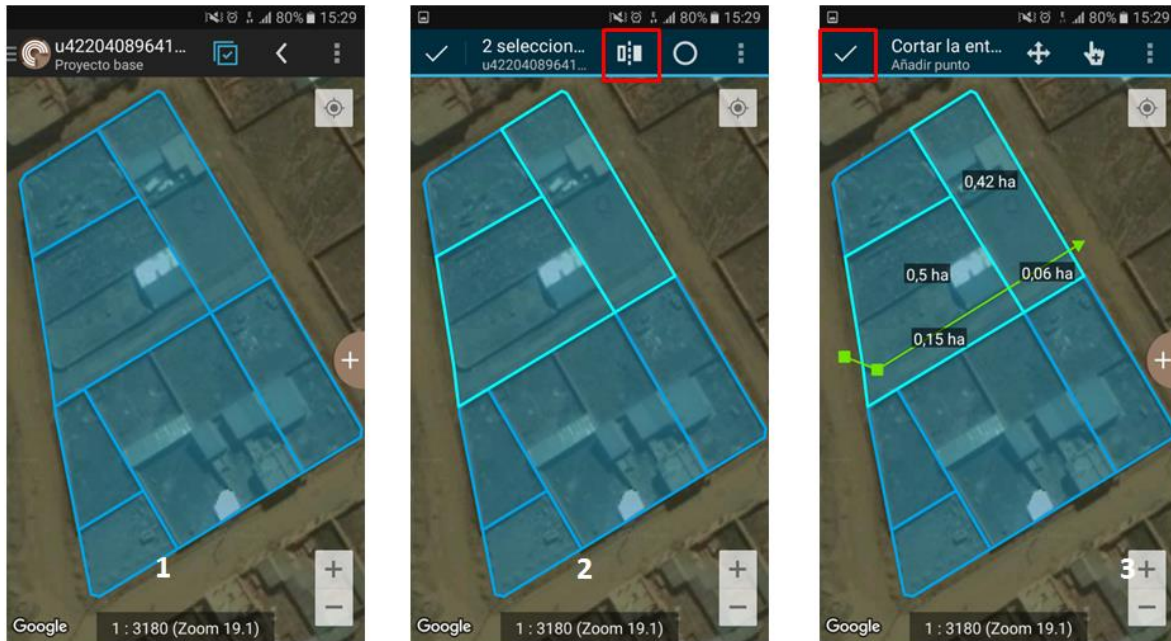 80% 15:29
u42204089641...
Proyecto base
1
+
+
−
Google
1 : 3180 (Zoom 19.1)
80% 15:29
2 seleccion...
u42204089641...
2
+
−
Google
1 : 3180 (Zoom 19.1)
80% 15:29
Cortar la ent...
Añadir punto
0,42 ha
0,5 ha
0,06 ha
0,15 ha
+
3
+
−
Google
1 : 3180 (Zoom 19.1)